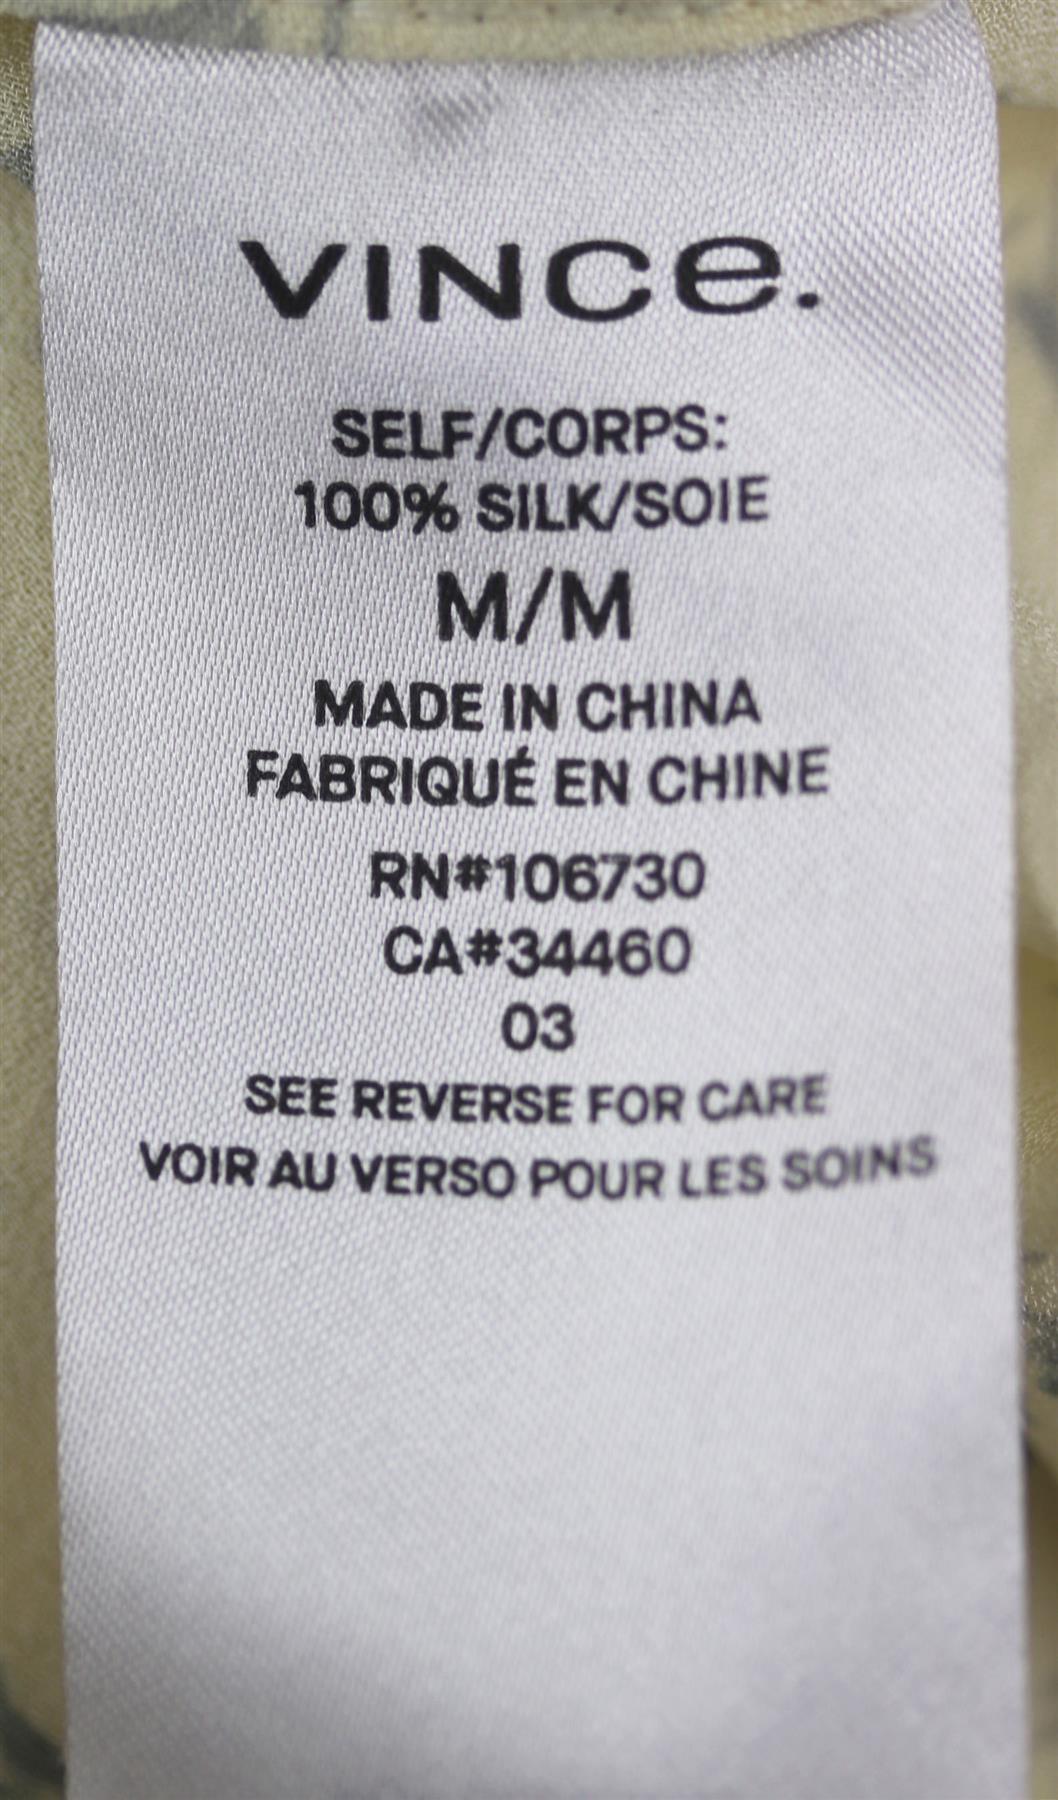 VINCe.
SELF/CORPS:
100% SILK/SOIE
M/M
MADE IN CHINA
FABRIQUÉ EN CHINE
RN#106730
CA#34460
03
SEE REVERSE FOR CARE
VOIR AU VERSO POUR LES SOINS